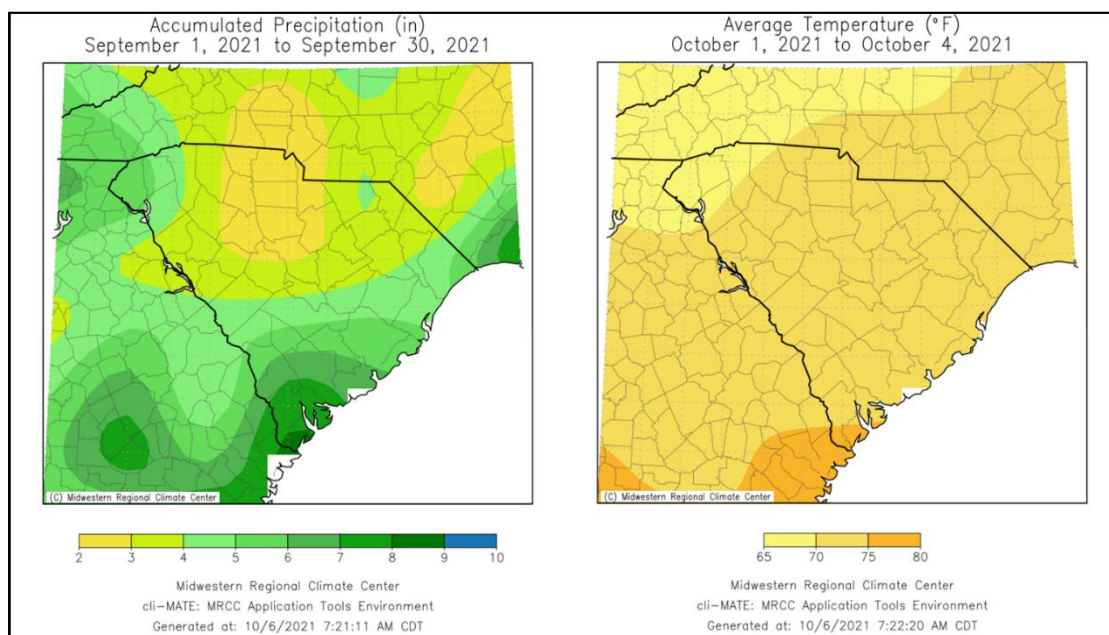 Accumulated Precipitation (in)
September 1, 2021 to September 30, 2021
(C) Midwestern Regional Climate Center
2 3 4 5 6 7 8 9 10
Midwestern Regional Climate Center
cli-MATE: MRCC Application Tools Environment
Generated at: 10/6/2021 7:21:11 AM CDT
Average Temperature (°F)
October 1, 2021 to October 4, 2021
(C) Midwestern Regional Climate Center
65 70 75 80
Midwestern Regional Climate Center
cli-MATE: MRCC Application Tools Environment
Generated at: 10/6/2021 7:22:20 AM CDT